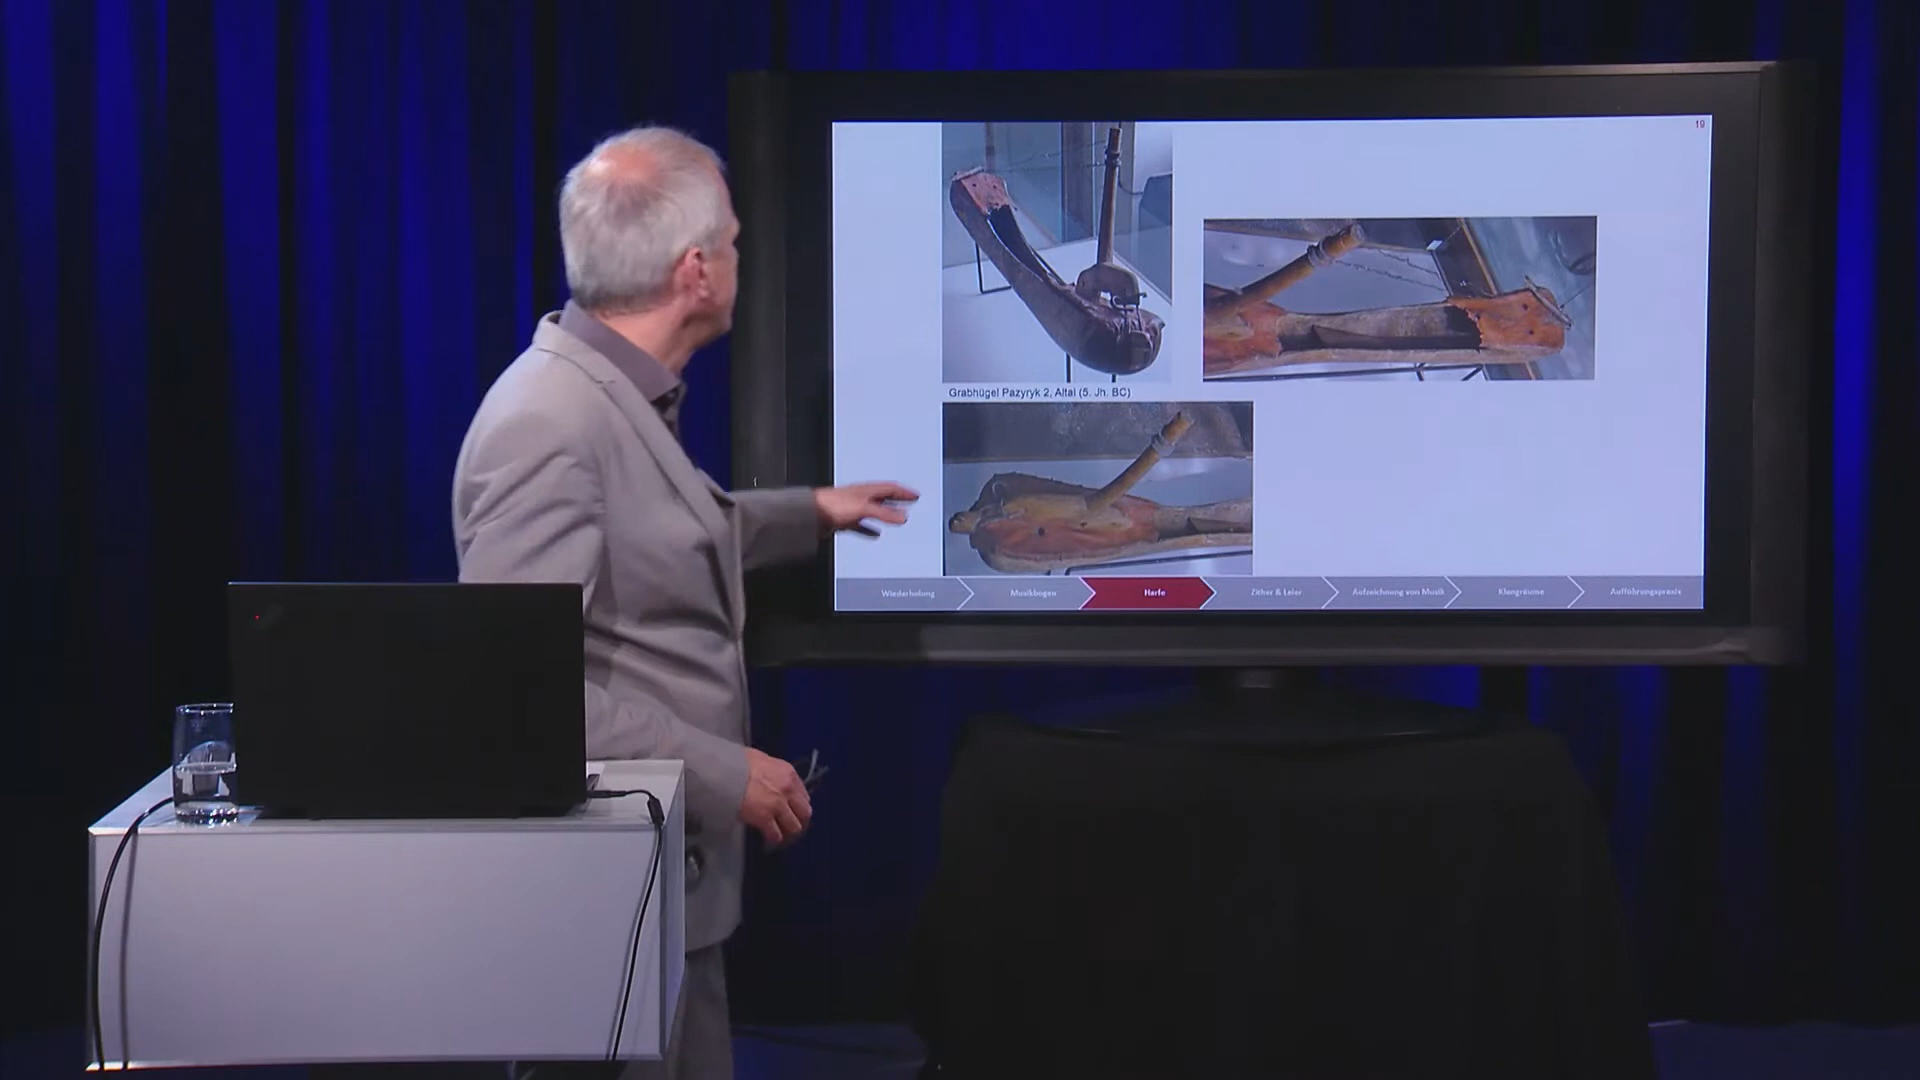 19
Grabhügel Pazyryk 2, Altai (5. Jh. BC)
Wiederholung
Musikbogen
Harfe
Zither & Leier
Aufzeichnung von Musik
Klangräume
Aufführungspraxis